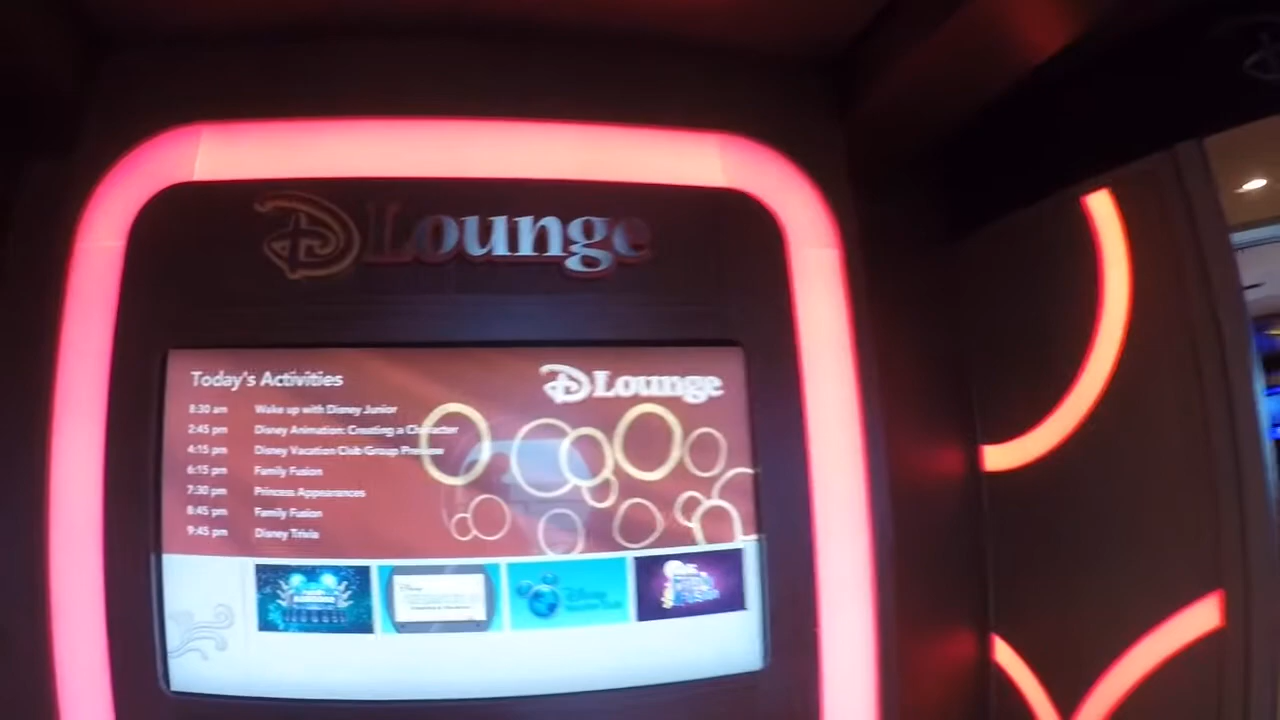 D Lounge
Today's Activities
D Lounge
8:30 am Wake up with Disney Junior
2:45 pm Disney Animation: Creating a Character
4:15 pm Disney Vacation Club Group Preview
6:15 pm Family Fusion
7:30 pm Princess Appearances
8:45 pm Family Fusion
9:45 pm Disney Trivia
Disney